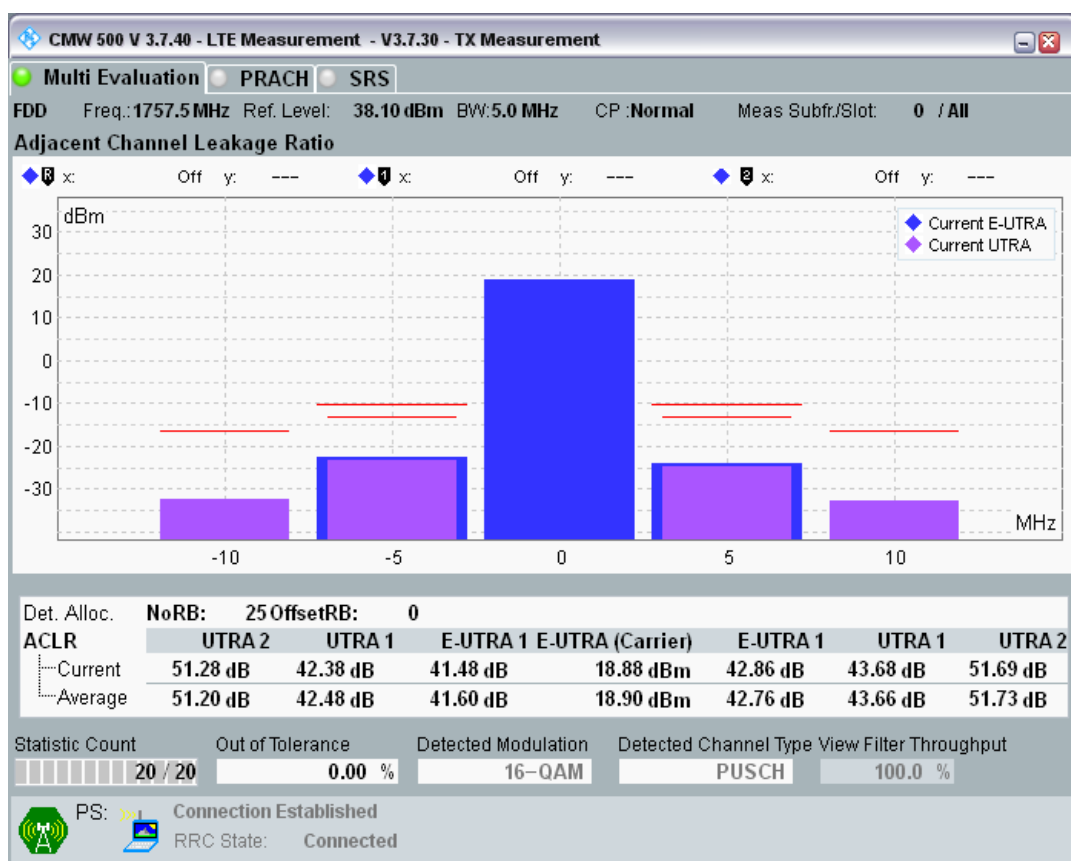 CMW 500 V 3.7.40 - LTE Measurement - V3.7.30 - TX Measurement
Multi Evaluation PRACH SRS
FDD Freq.: 1757.5 MHz Ref. Level: 38.10 dBm BW: 5.0 MHz CP : Normal Meas Subfr./Slot: 0 / All
Adjacent Channel Leakage Ratio
R x: Off y: --- 1 x: Off y: --- 2 x: Off y: ---
dBm
Current E-UTRA
Current UTRA
30
20
10
0
-10
-20
-30
MHz
-10 -5 0 5 10
Det. Alloc. NoRB: 25 OffsetRB: 0
ACLR UTRA 2 UTRA 1 E-UTRA 1 E-UTRA (Carrier) E-UTRA 1 UTRA 1 UTRA 2
Current 51.28 dB 42.38 dB 41.48 dB 18.88 dBm 42.86 dB 43.68 dB 51.69 dB
Average 51.20 dB 42.48 dB 41.60 dB 18.90 dBm 42.76 dB 43.66 dB 51.73 dB
Statistic Count Out of Tolerance Detected Modulation Detected Channel Type View Filter Throughput
20 / 20 0.00 % 16-QAM PUSCH 100.0 %
PS: Connection Established
RRC State: Connected